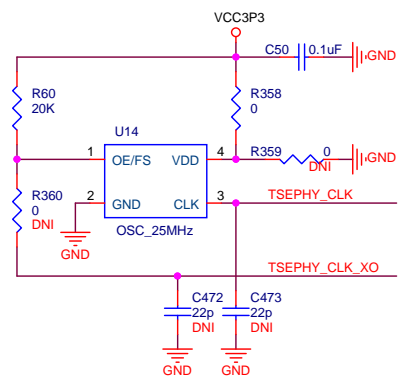 VCC3P3
C50 0.1uF
GND
R60
20K
R358
0
U14
1 OE/FS VDD 4
R359 0
DNI
GND
R360
0
DNI
2 GND CLK 3
TSEPHY_CLK
OSC_25MHz
GND
TSEPHY_CLK_XO
C472
22p
DNI
C473
22p
DNI
GND
GND